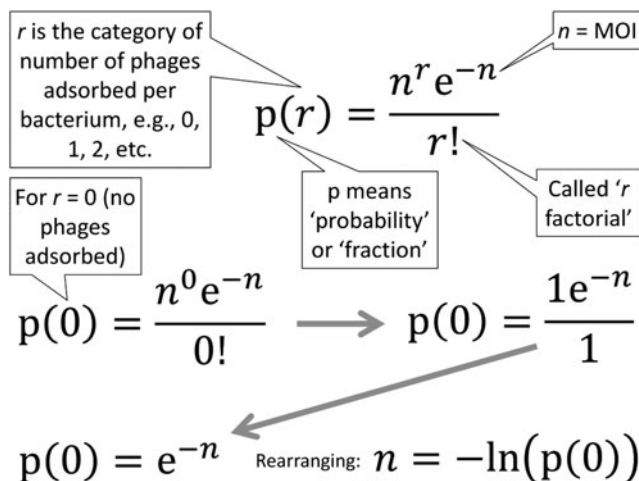 r is the category of
number of phages
adsorbed per
bacterium, e.g., 0,
1, 2, etc.
n = MOI
p(r) = n^r e^−n / r!
p means
‘probability’
or ‘fraction’
Called ‘r
factorial’
For r = 0 (no
phages
adsorbed)
p(0) = n^0 e^−n / 0!
p(0) = 1e^−n / 1
p(0) = e^−n
Rearranging: n = −ln(p(0))